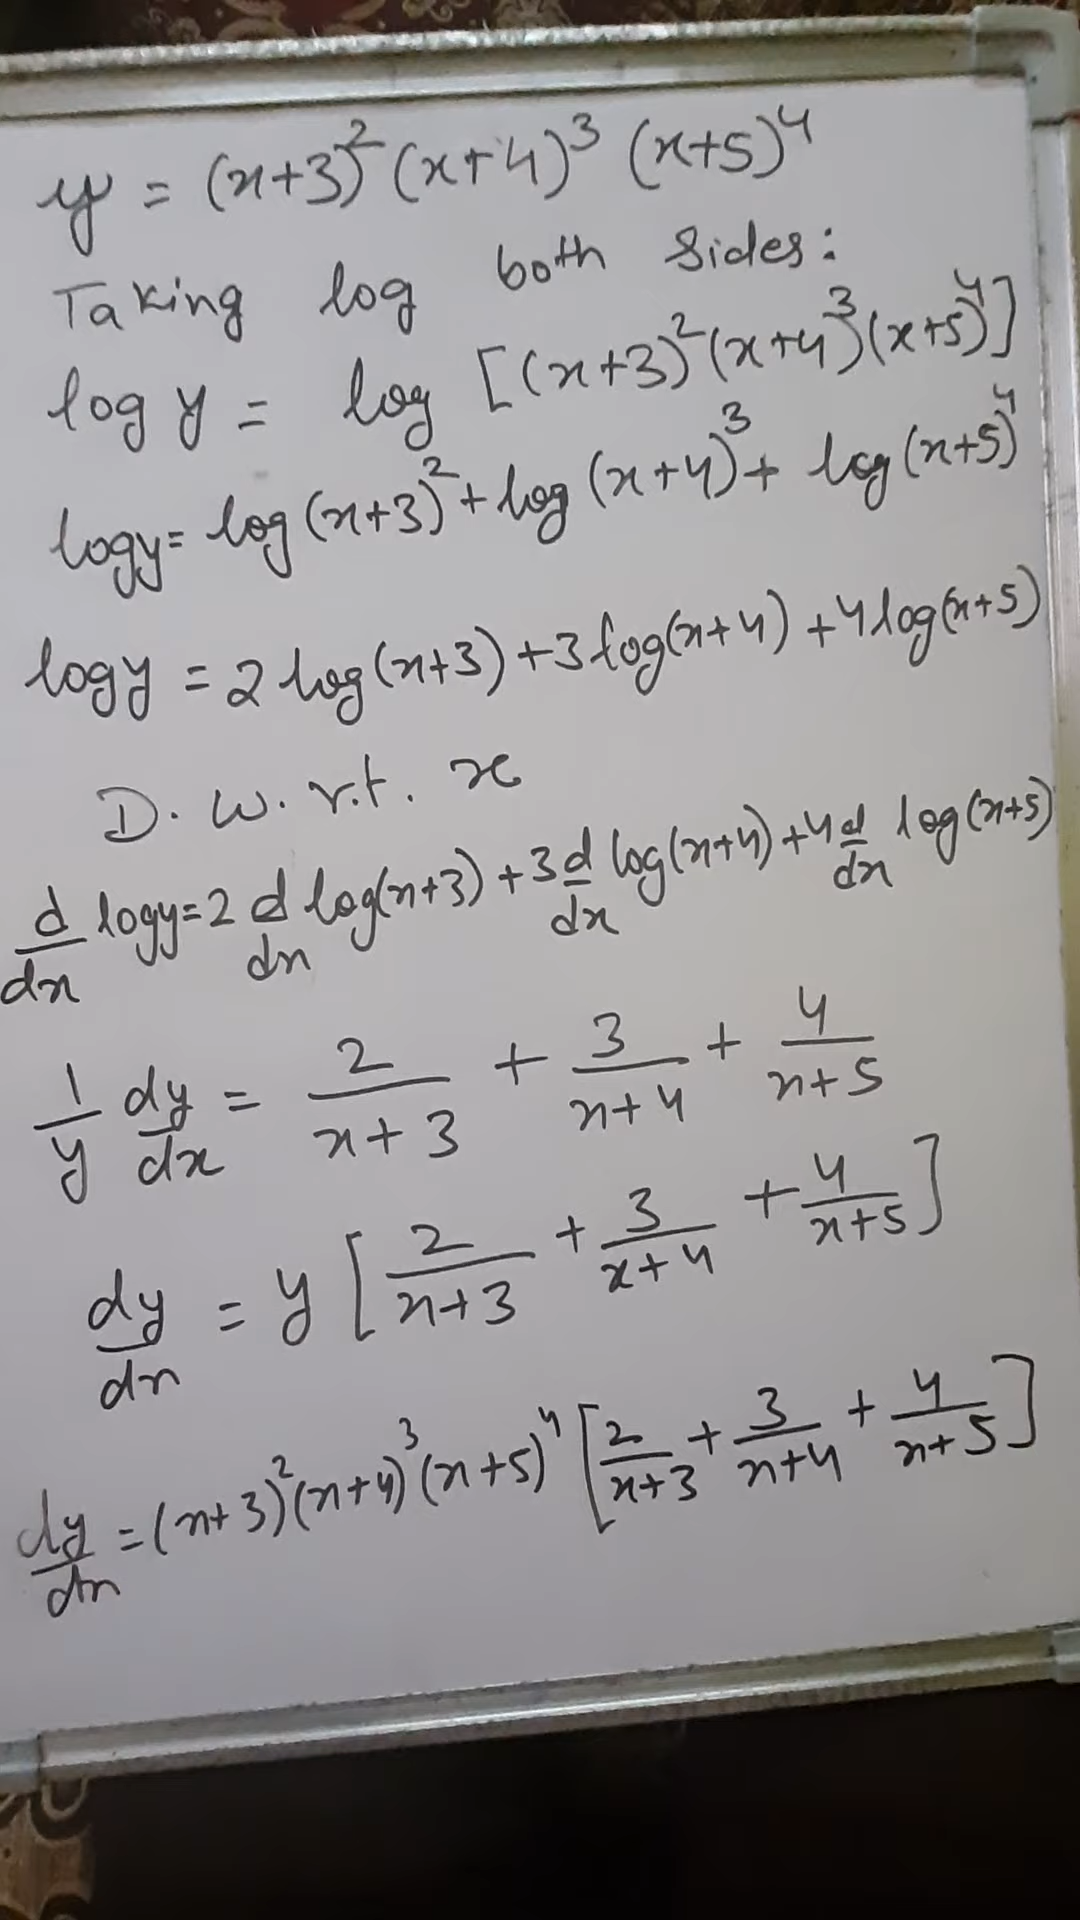 y = (x+3)² (x+4)³ (x+5)⁴
Taking log both sides:
log y = log [(x+3)²(x+4)³(x+5)⁴]
logy = log (x+3)² + log (x+4)³ + log (x+5)⁴
logy = 2 log(x+3) + 3 log(x+4) + 4 log(x+5)
D. w. r.t. x
d/dx logy = 2 d/dx log(x+3) + 3 d/dx log(x+4) + 4 d/dx log(x+5)
1/y dy/dx = 2/(x+3) + 3/(x+4) + 4/(x+5)
dy/dx = y [2/(x+3) + 3/(x+4) + 4/(x+5)]
dy/dx = (x+3)²(x+4)³(x+5)⁴ [2/(x+3) + 3/(x+4) + 4/(x+5)]